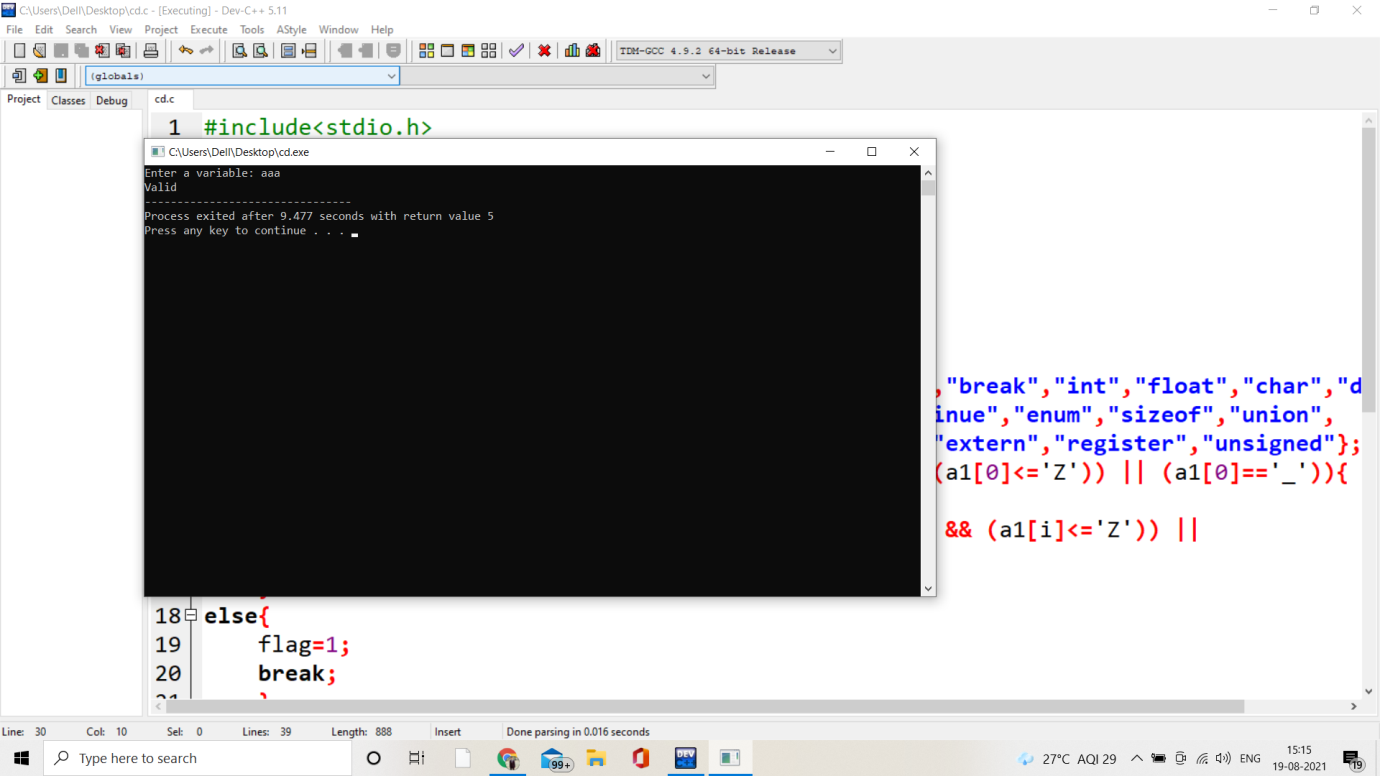 C:\Users\Dell\Desktop\cd.c - [Executing] - Dev-C++ 5.11
File Edit Search View Project Execute Tools AStyle Window Help
TDM-GCC 4.9.2 64-bit Release
(globals)
Project Classes Debug
cd.c
1 #include<stdio.h>
C:\Users\Dell\Desktop\cd.exe
Enter a variable: aaa
Valid
--------------------------------
Process exited after 9.477 seconds with return value 5
Press any key to continue . . .
,"break","int","float","char","d
inue","enum","sizeof","union",
"extern","register","unsigned"};
(a1[0]<='Z')) || (a1[0]=='_')){
&& (a1[i]<='Z')) ||
18 else{
19 flag=1;
20 break;
Line: 30 Col: 10 Sel: 0 Lines: 39 Length: 888 Insert Done parsing in 0.016 seconds
Type here to search
99+
DEV
27°C AQI 29
ENG
15:15
19-08-2021
19